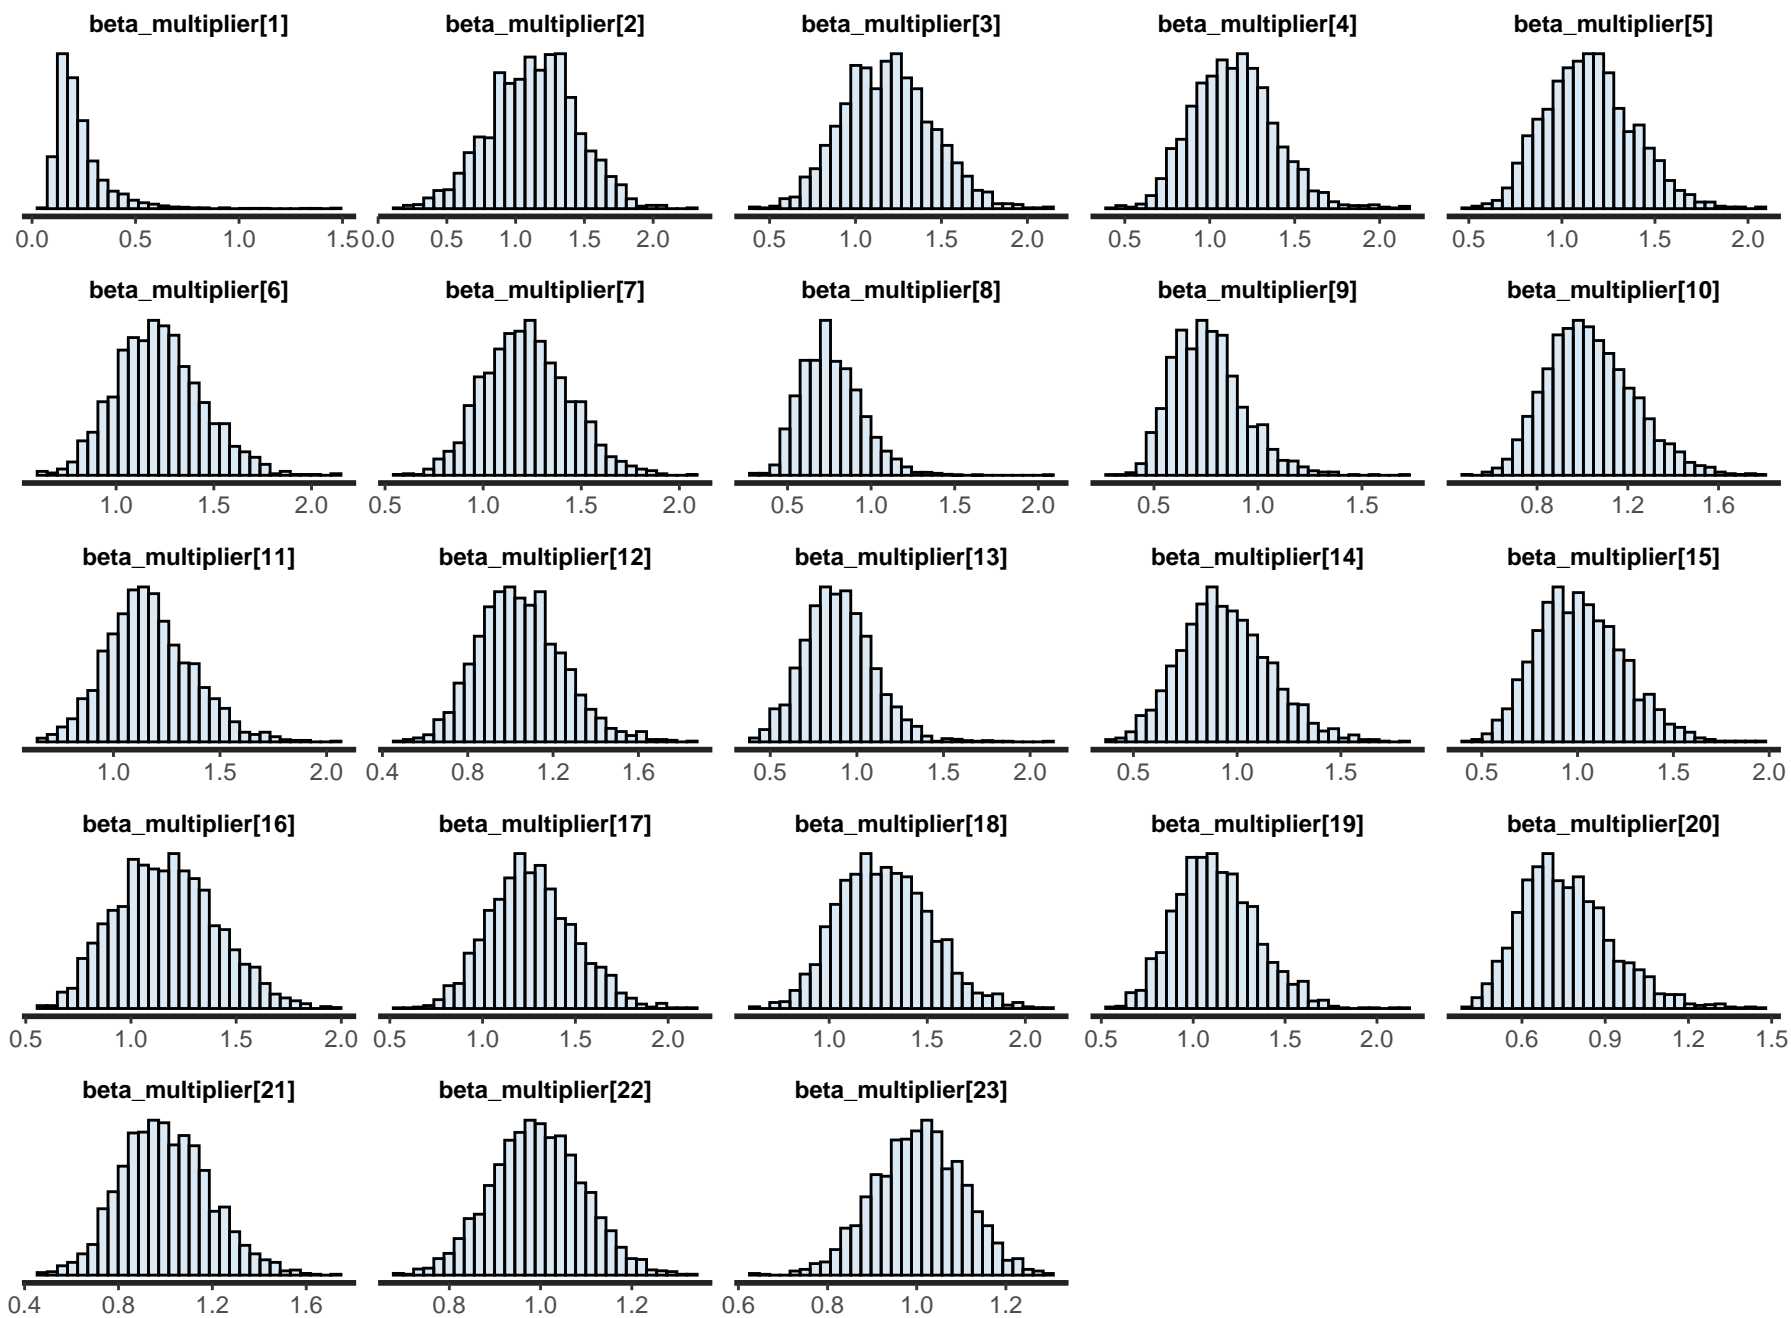 beta_multiplier[1] beta_multiplier[2] beta_multiplier[3] beta_multiplier[4] beta_multiplier[5]
0.0 0.5 1.0 1.5 0.0 0.5 1.0 1.5 2.0 0.5 1.0 1.5 2.0 0.5 1.0 1.5 2.0 0.5 1.0 1.5 2.0
beta_multiplier[6] beta_multiplier[7] beta_multiplier[8] beta_multiplier[9] beta_multiplier[10]
1.0 1.5 2.0 0.5 1.0 1.5 2.0 0.5 1.0 1.5 2.0 0.5 1.0 1.5 0.8 1.2 1.6
beta_multiplier[11] beta_multiplier[12] beta_multiplier[13] beta_multiplier[14] beta_multiplier[15]
1.0 1.5 2.0 0.4 0.8 1.2 1.6 0.5 1.0 1.5 2.0 0.5 1.0 1.5 0.5 1.0 1.5 2.0
beta_multiplier[16] beta_multiplier[17] beta_multiplier[18] beta_multiplier[19] beta_multiplier[20]
0.5 1.0 1.5 2.0 0.5 1.0 1.5 2.0 1.0 1.5 2.0 0.5 1.0 1.5 2.0 0.6 0.9 1.2 1.5
beta_multiplier[21] beta_multiplier[22] beta_multiplier[23]
0.4 0.8 1.2 1.6 0.8 1.0 1.2 0.6 0.8 1.0 1.2